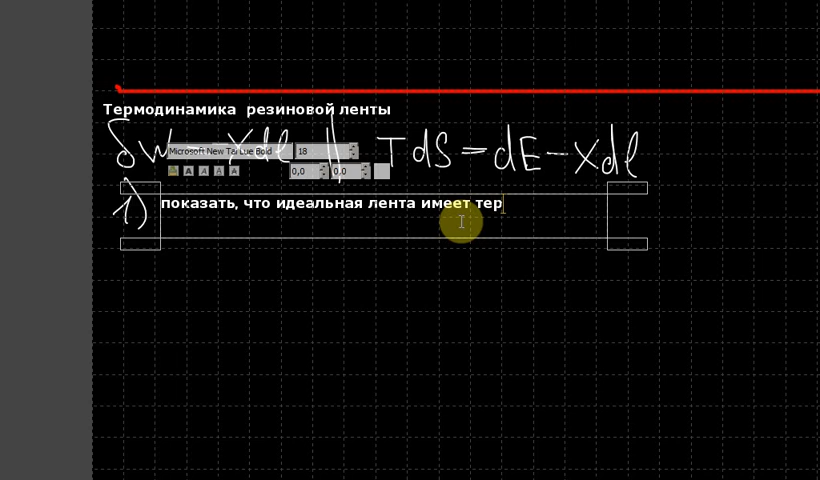 Термодинамика резиновой ленты
δW = - Xdl || TdS = dE - Xdl
Microsoft New Tai Lue Bold 18
A A A A A 0,0 0.0
1) показать, что идеальная лента имеет тер